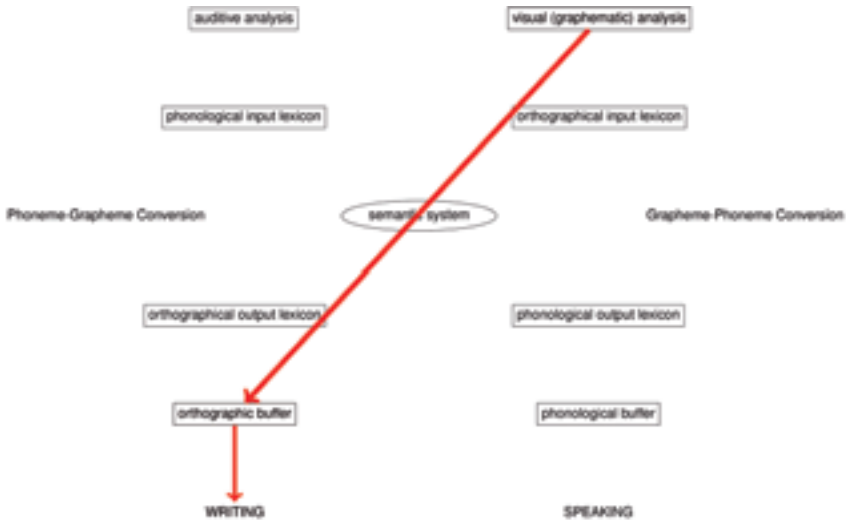 auditive analysis
visual (graphematic) analysis
phonological input lexicon
orthographical input lexicon
Phoneme-Grapheme Conversion
semantic system
Grapheme-Phoneme Conversion
orthographical output lexicon
phonological output lexicon
orthographic buffer
phonological buffer
WRITING
SPEAKING